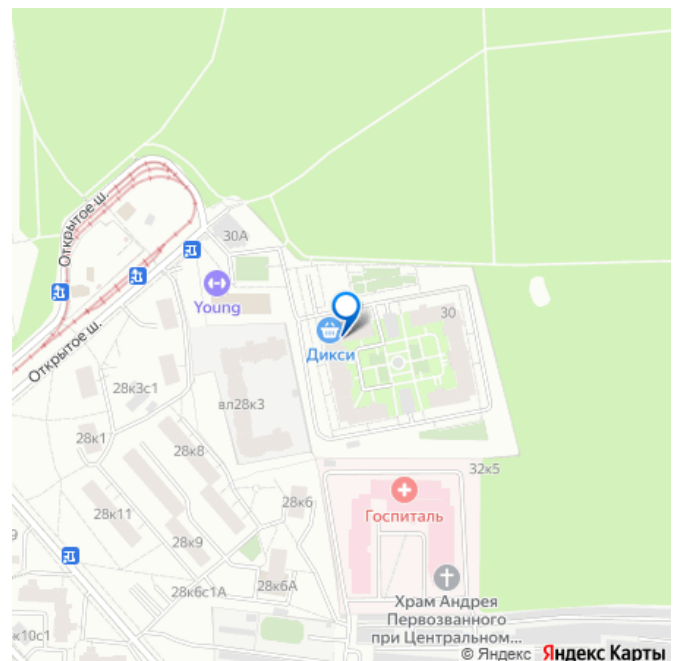 Открытое ш.
30А
Young
Открытое ш.
30
Дикси
28к3с1
вл28к3
28к1
28к8
32к5
28к6
Госпиталь
28к11
28к9
28к6А
28к6с1А
Храм Андрея
Первозванного
при Центральном...
к10с1
© Яндекс Яндекс Карты